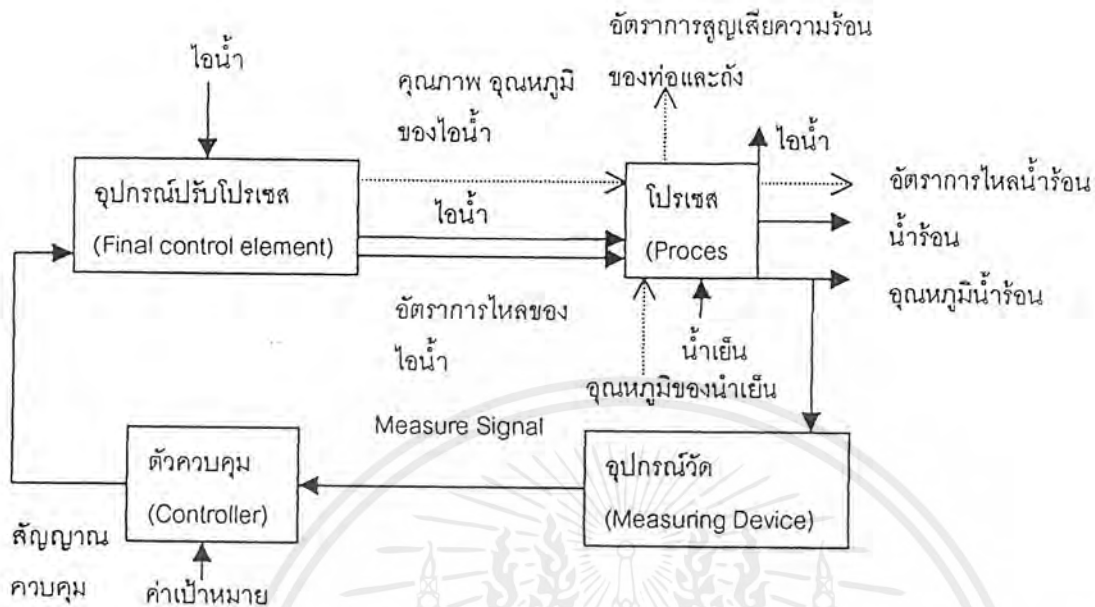 อัตราการสูญเสียความร้อน
ของท่อและถัง
ไอน้ำ
คุณภาพ อุณหภูมิ
ของไอน้ำ
ไอน้ำ
อุปกรณ์ปรับโปรเซส
(Final control element)
ไอน้ำ
โปรเซส
(Proces
อัตราการไหลน้ำร้อน
น้ำร้อน
อุณหภูมิน้ำร้อน
อัตราการไหลของ
ไอน้ำ
น้ำเย็น
อุณหภูมิของนำเย็น
Measure Signal
ตัวควบคุม
(Controller)
อุปกรณ์วัด
(Measuring Device)
สัญญาณ
ควบคุม
ค่าเป้าหมาย